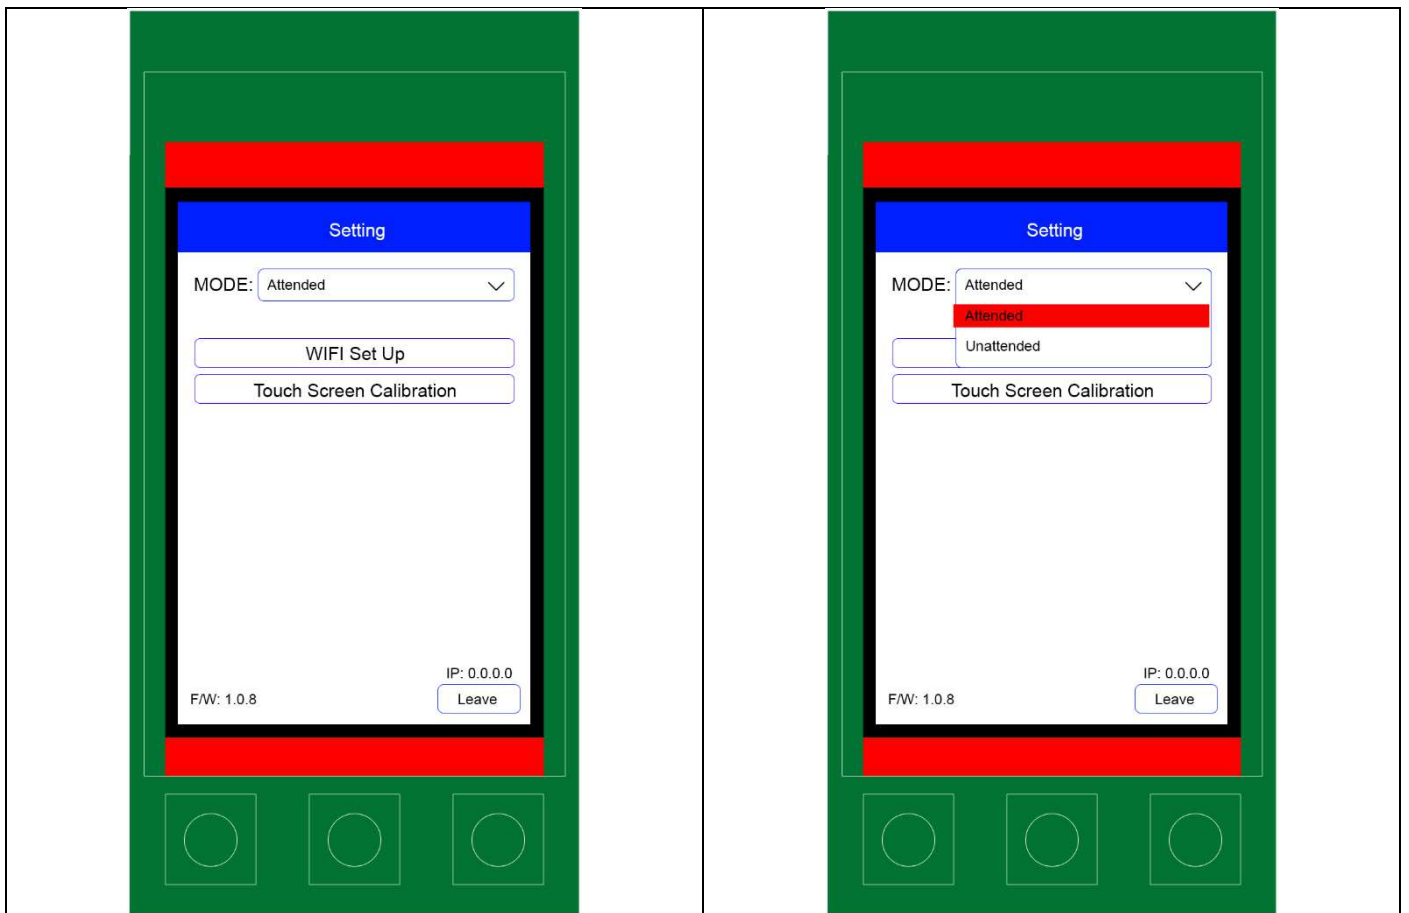 Setting
MODE: Attended
WIFI Set Up
Touch Screen Calibration
IP: 0.0.0.0
F/W: 1.0.8 Leave
Setting
MODE: Attended
Attended
Unattended
Touch Screen Calibration
IP: 0.0.0.0
F/W: 1.0.8 Leave